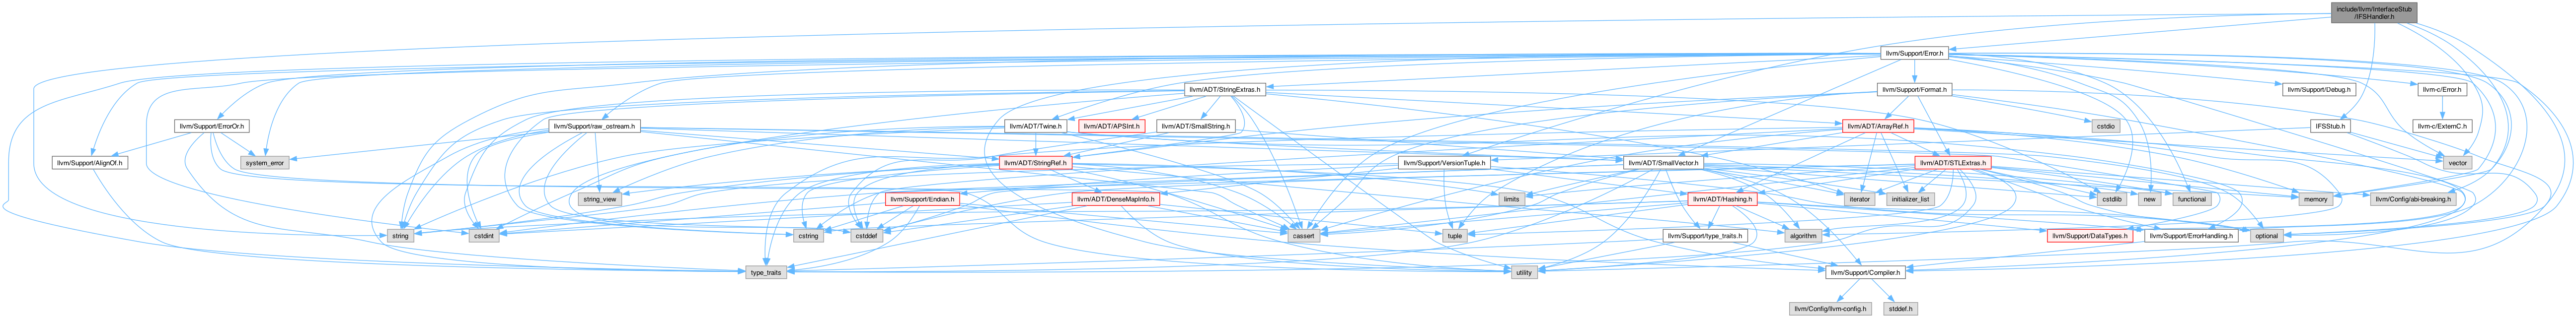 include/llvm/InterfaceStub
/IFSHandler.h
llvm/Support/Error.h
llvm/ADT/StringExtras.h
llvm/Support/Format.h
llvm/Support/Debug.h
llvm-c/Error.h
llvm/Support/ErrorOr.h
llvm/Support/raw_ostream.h
llvm/ADT/Twine.h
llvm/ADT/APSInt.h
llvm/ADT/SmallString.h
llvm/ADT/ArrayRef.h
cstdio
IFSStub.h
llvm-c/ExternC.h
llvm/Support/AlignOf.h
system_error
llvm/ADT/StringRef.h
llvm/Support/VersionTuple.h
llvm/ADT/SmallVector.h
llvm/ADT/STLExtras.h
vector
string_view
llvm/Support/Endian.h
llvm/ADT/DenseMapInfo.h
limits
llvm/ADT/Hashing.h
iterator
initializer_list
cstdlib
new
functional
memory
llvm/Config/abi-breaking.h
string
cstdint
cstring
cstddef
cassert
tuple
algorithm
llvm/Support/type_traits.h
llvm/Support/DataTypes.h
llvm/Support/ErrorHandling.h
optional
type_traits
utility
llvm/Support/Compiler.h
llvm/Config/llvm-config.h
stddef.h